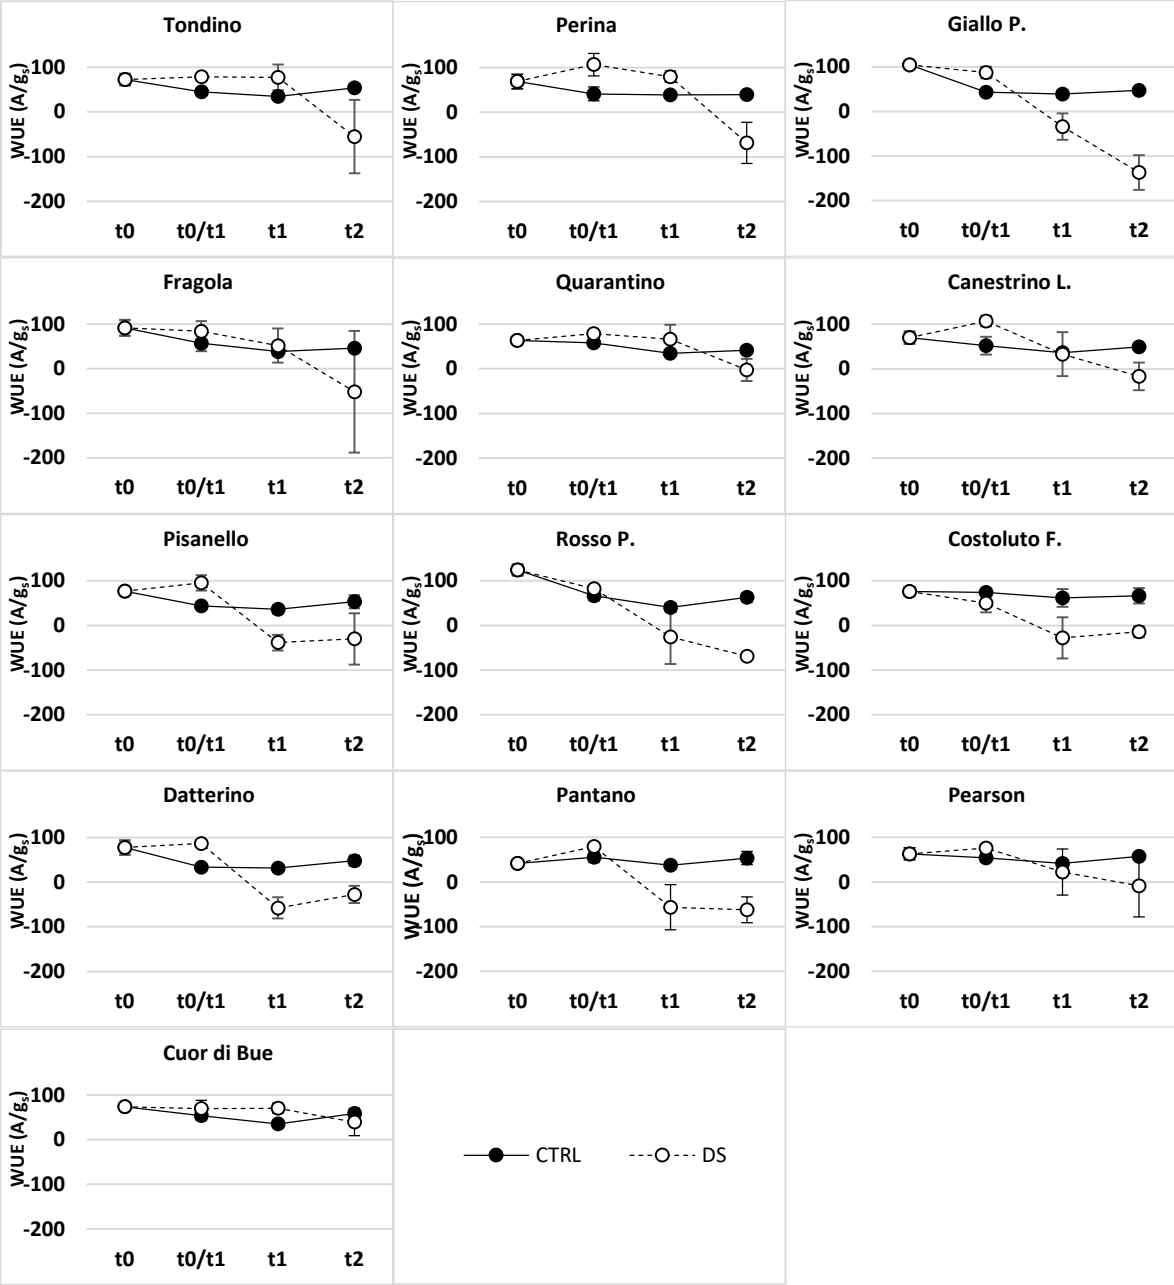 Tondino
WUE (A/gs)
100
0
-100
-200
t0 t0/t1 t1 t2
Perina
WUE (A/gs)
100
0
-100
-200
t0 t0/t1 t1 t2
Giallo P.
WUE (A/gs)
100
0
-100
-200
t0 t0/t1 t1 t2
Fragola
WUE (A/gs)
100
0
-100
-200
t0 t0/t1 t1 t2
Quarantino
WUE (A/gs)
100
0
-100
-200
t0 t0/t1 t1 t2
Canestrino L.
WUE (A/gs)
100
0
-100
-200
t0 t0/t1 t1 t2
Pisanello
WUE (A/gs)
100
0
-100
-200
t0 t0/t1 t1 t2
Rosso P.
WUE (A/gs)
100
0
-100
-200
t0 t0/t1 t1 t2
Costoluto F.
WUE (A/gs)
100
0
-100
-200
t0 t0/t1 t1 t2
Datterino
WUE (A/gs)
100
0
-100
-200
t0 t0/t1 t1 t2
Pantano
WUE (A/gs)
100
0
-100
-200
t0 t0/t1 t1 t2
Pearson
WUE (A/gs)
100
0
-100
-200
t0 t0/t1 t1 t2
Cuor di Bue
WUE (A/gs)
100
0
-100
-200
t0 t0/t1 t1 t2
CTRL DS